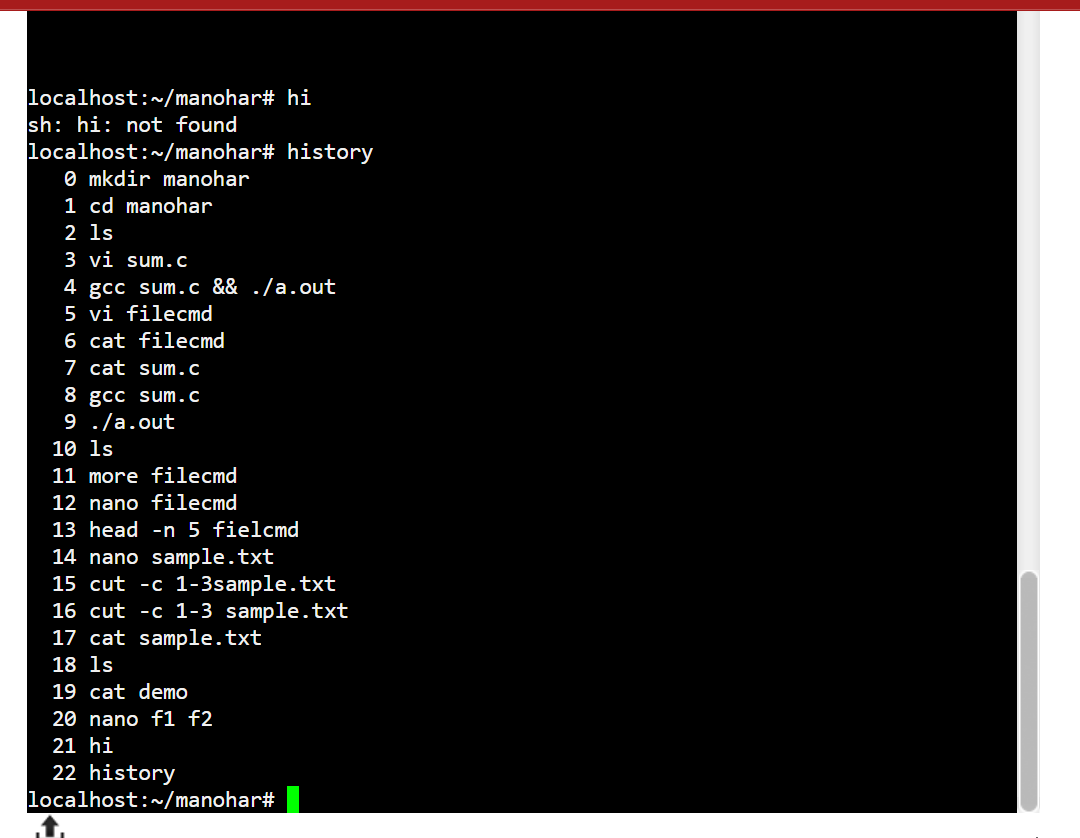 localhost:~/manohar# hi
sh: hi: not found
localhost:~/manohar# history
   0 mkdir manohar
   1 cd manohar
   2 ls
   3 vi sum.c
   4 gcc sum.c && ./a.out
   5 vi filecmd
   6 cat filecmd
   7 cat sum.c
   8 gcc sum.c
   9 ./a.out
  10 ls
  11 more filecmd
  12 nano filecmd
  13 head -n 5 fielcmd
  14 nano sample.txt
  15 cut -c 1-3sample.txt
  16 cut -c 1-3 sample.txt
  17 cat sample.txt
  18 ls
  19 cat demo
  20 nano f1 f2
  21 hi
  22 history
localhost:~/manohar#